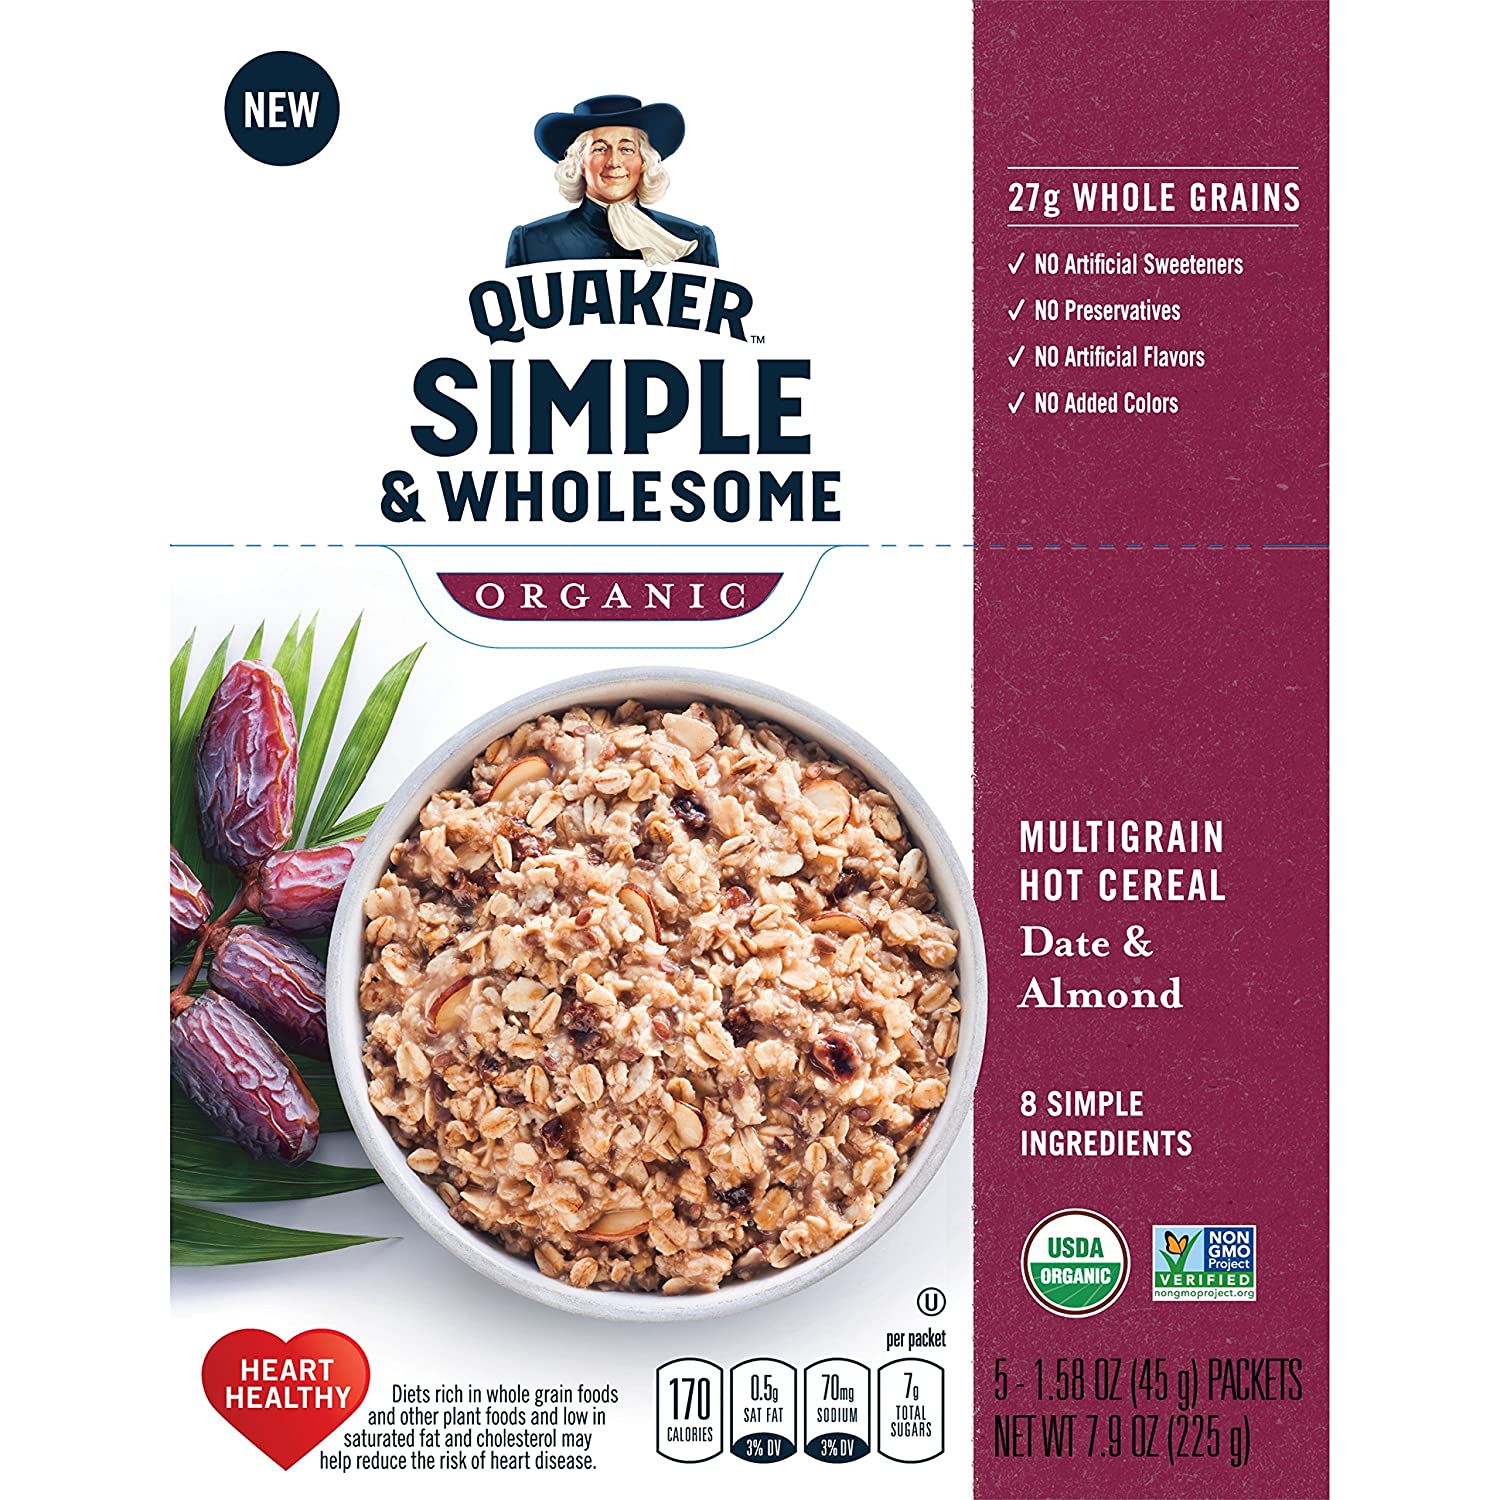 NEW
QUAKER™
SIMPLE
& WHOLESOME
ORGANIC
27g WHOLE GRAINS
✓ NO Artificial Sweeteners
✓ NO Preservatives
✓ NO Artificial Flavors
✓ NO Added Colors
MULTIGRAIN
HOT CEREAL
Date &
Almond
8 SIMPLE
INGREDIENTS
USDA
ORGANIC
NON
GMO
Project
VERIFIED
nongmoproject.org
U
per packet
HEART
HEALTHY
Diets rich in whole grain foods
and other plant foods and low in
saturated fat and cholesterol may
help reduce the risk of heart disease.
170
CALORIES
0.5g
SAT FAT
3% DV
70mg
SODIUM
3% DV
7g
TOTAL
SUGARS
5 - 1.58 OZ (45 g) PACKETS
NET WT 7.9 OZ (225 g)